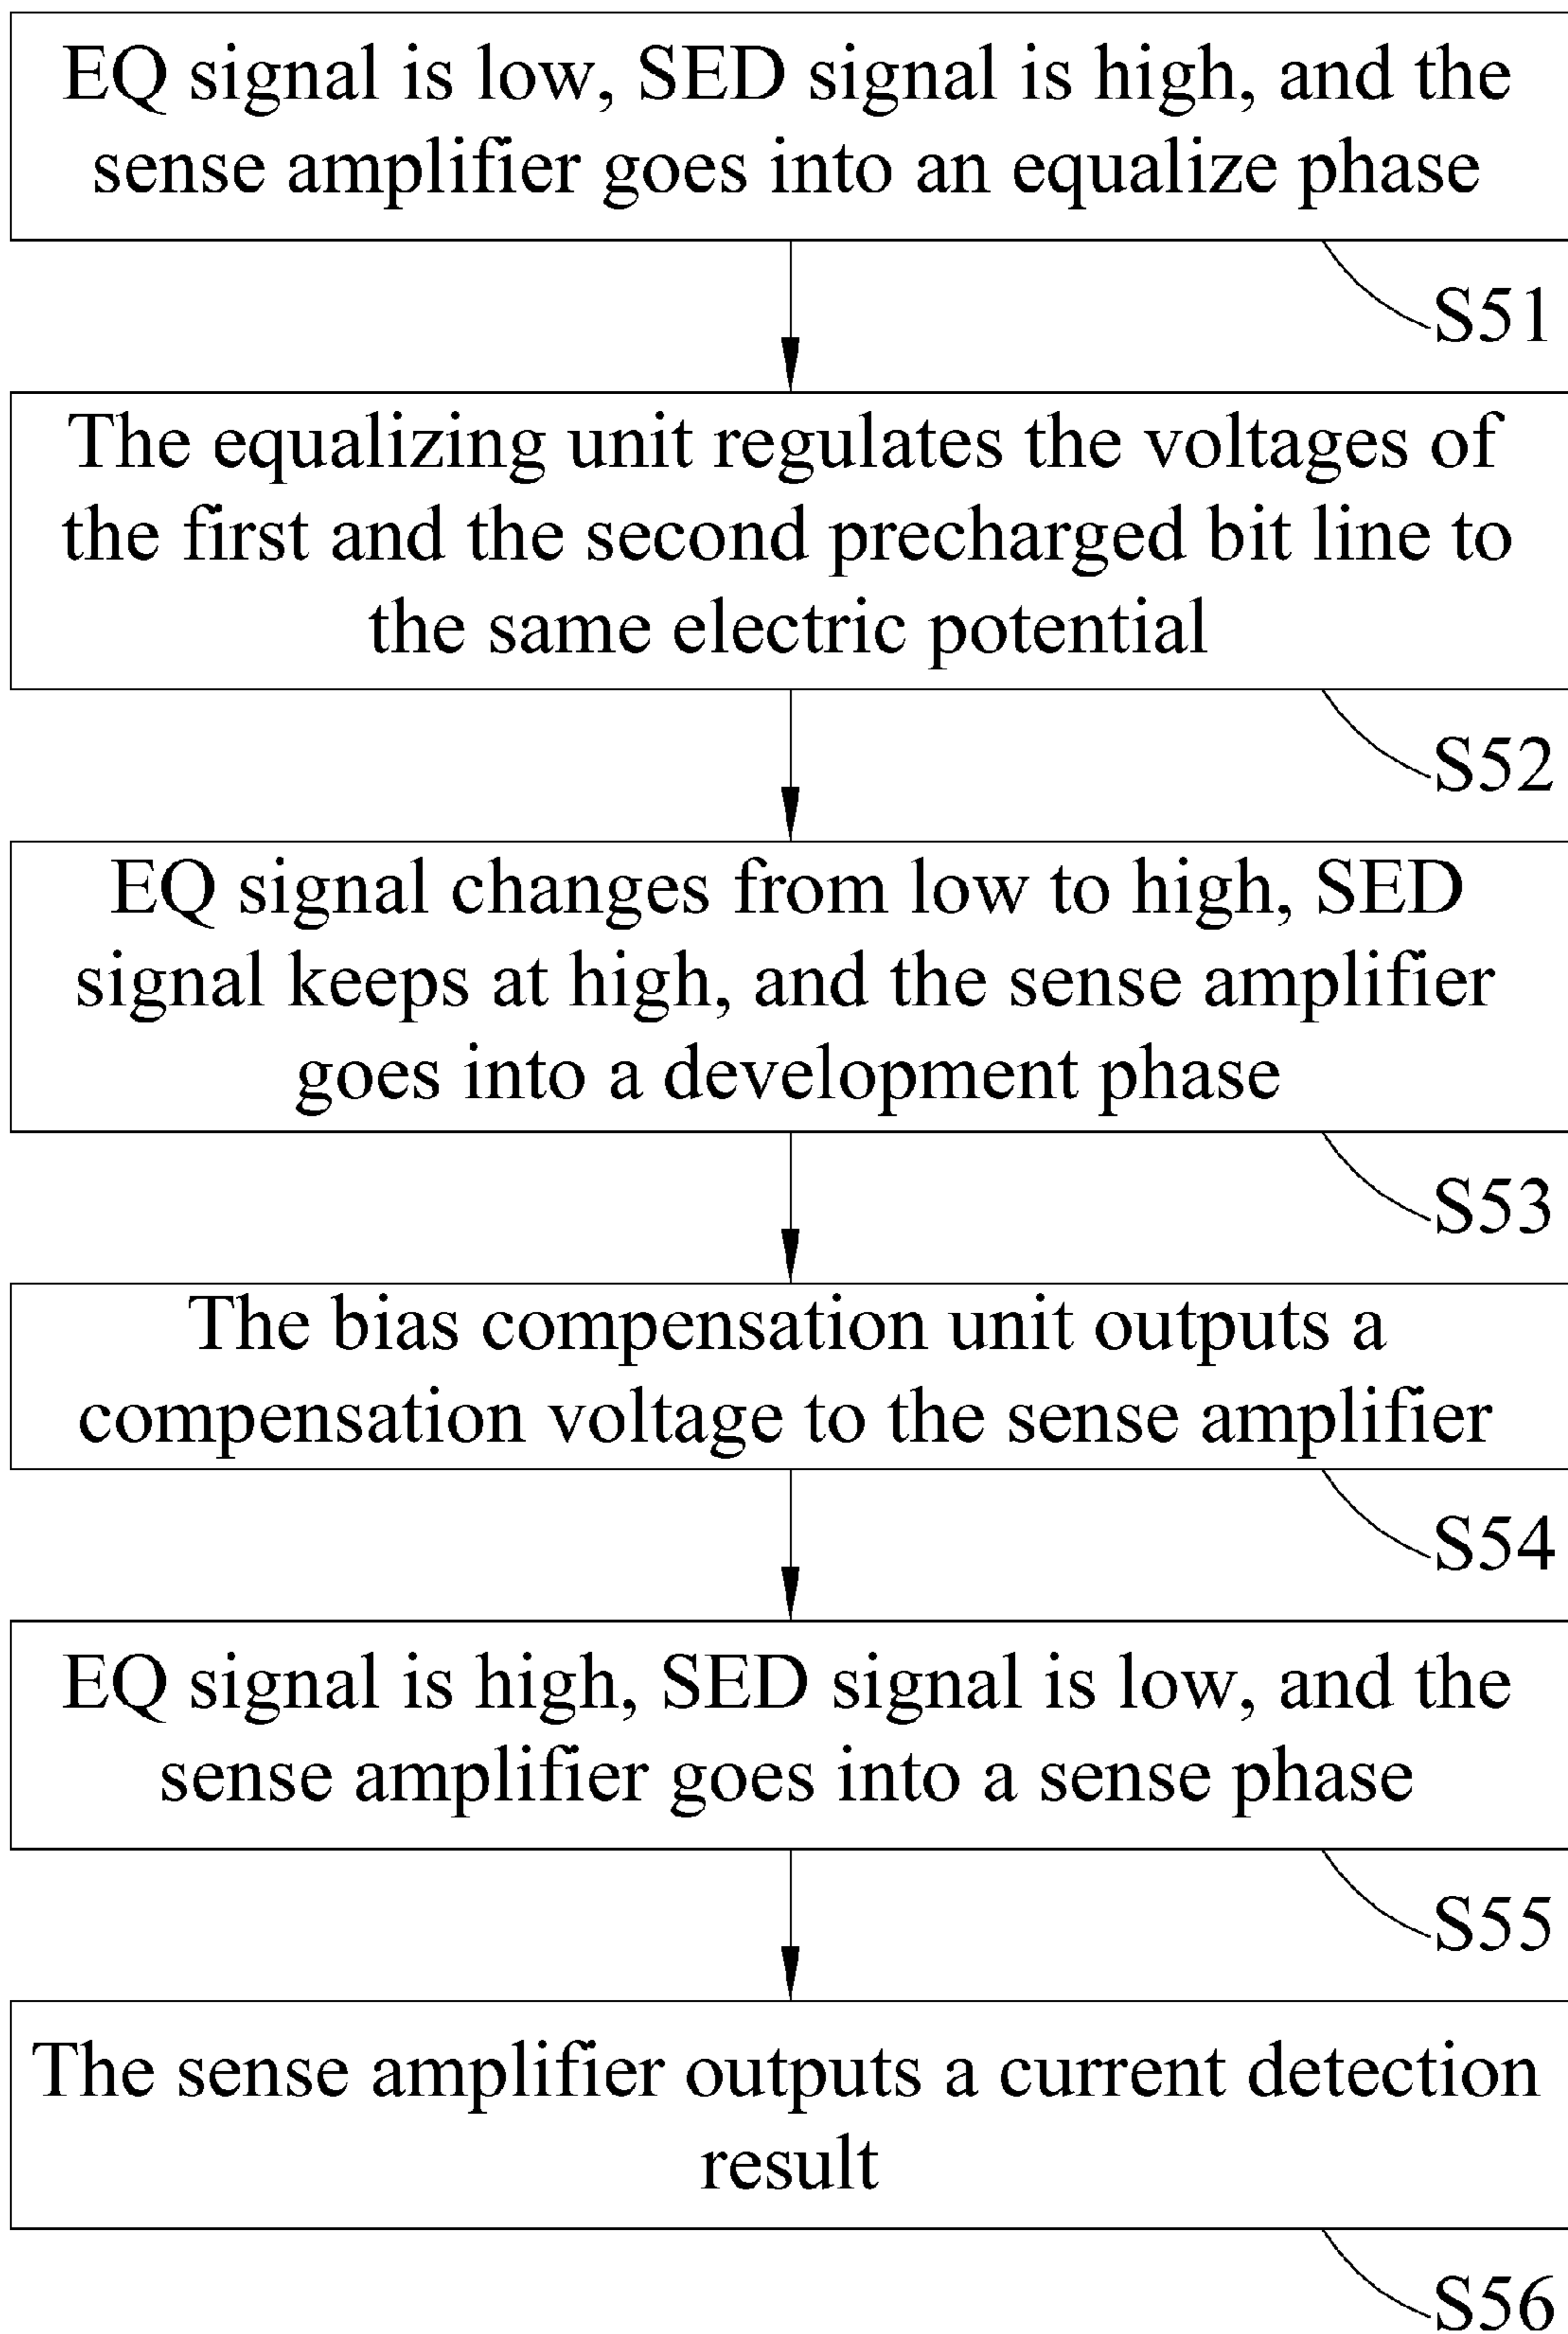 EQ signal is low, SED signal is high, and the
sense amplifier goes into an equalize phase
S51
The equalizing unit regulates the voltages of
the first and the second precharged bit line to
the same electric potential
S52
EQ signal changes from low to high, SED
signal keeps at high, and the sense amplifier
goes into a development phase
S53
The bias compensation unit outputs a
compensation voltage to the sense amplifier
S54
EQ signal is high, SED signal is low, and the
sense amplifier goes into a sense phase
S55
The sense amplifier outputs a current detection
result
S56